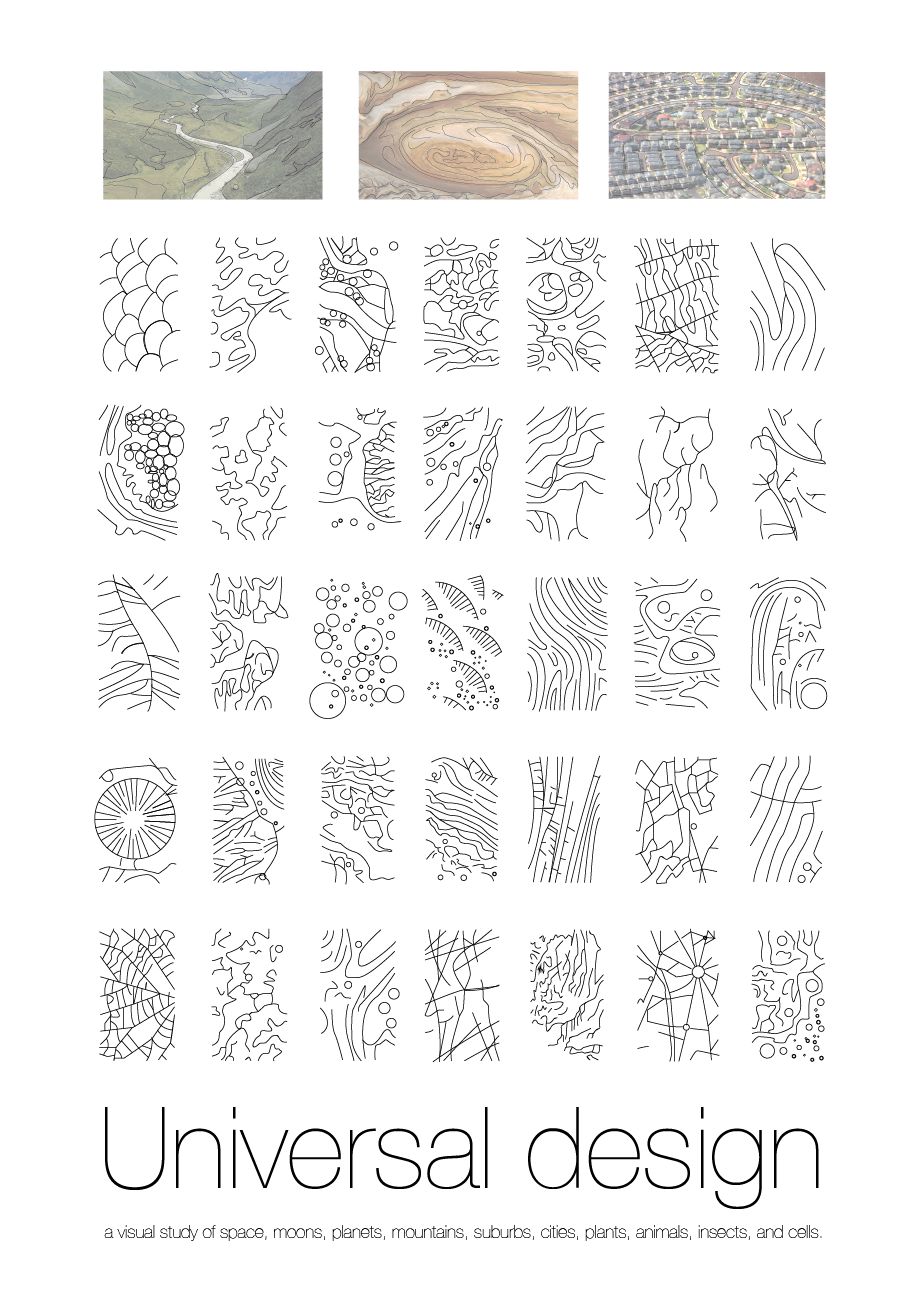 Universal design
a visual study of space, moons, planets, mountains, suburbs, cities, plants, animals, insects, and cells.